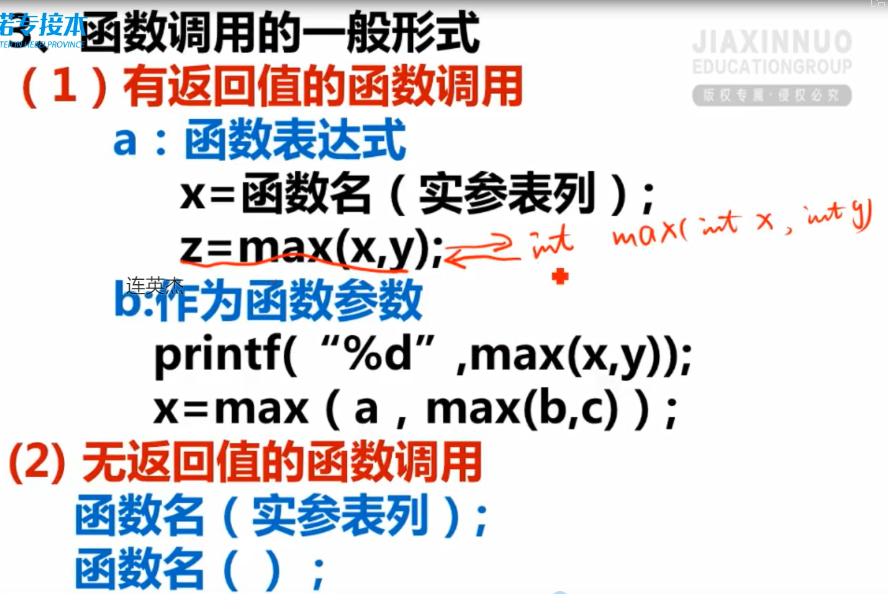 诺专接本
3、函数调用的一般形式
JIAXINNUO
EDUCATIONGROUP
版权专属·侵权必究
（1）有返回值的函数调用
a：函数表达式
x=函数名（实参表列）;
z=max(x,y); int max(int x, int y)
连英杰
b:作为函数参数
printf(“%d”,max(x,y));
x=max（a，max(b,c)）;
(2) 无返回值的函数调用
函数名（实参表列）;
函数名（ ）;